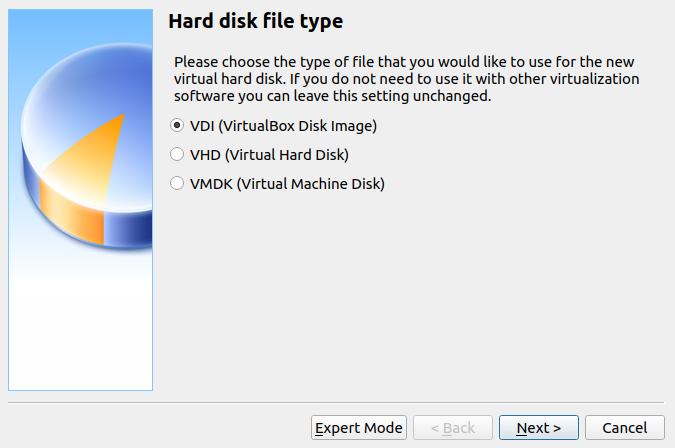 Hard disk file type
Please choose the type of file that you would like to use for the new
virtual hard disk. If you do not need to use it with other virtualization
software you can leave this setting unchanged.
VDI (VirtualBox Disk Image)
VHD (Virtual Hard Disk)
VMDK (Virtual Machine Disk)
Expert Mode
< Back
Next >
Cancel